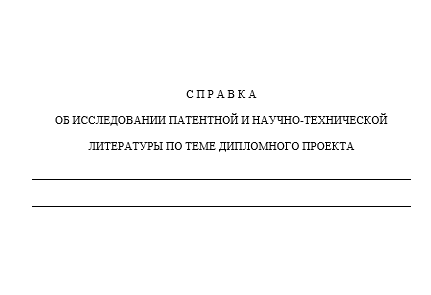 С П Р А В К А
ОБ ИССЛЕДОВАНИИ ПАТЕНТНОЙ И НАУЧНО-ТЕХНИЧЕСКОЙ
ЛИТЕРАТУРЫ ПО ТЕМЕ ДИПЛОМНОГО ПРОЕКТА